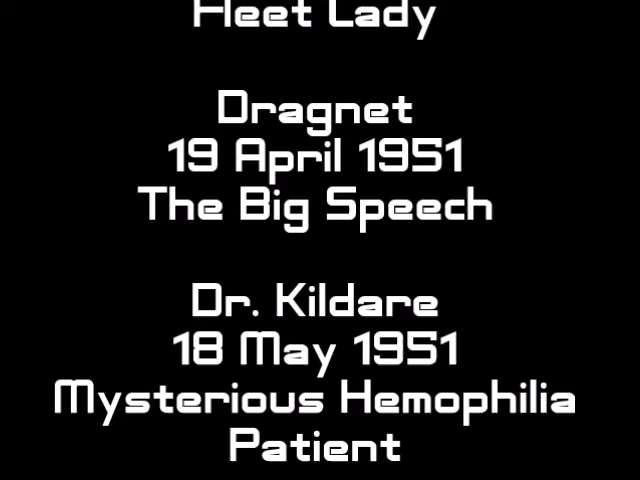 Fleet Lady
Dragnet
19 April 1951
The Big Speech
Dr. Kildare
18 May 1951
Mysterious Hemophilia
Patient